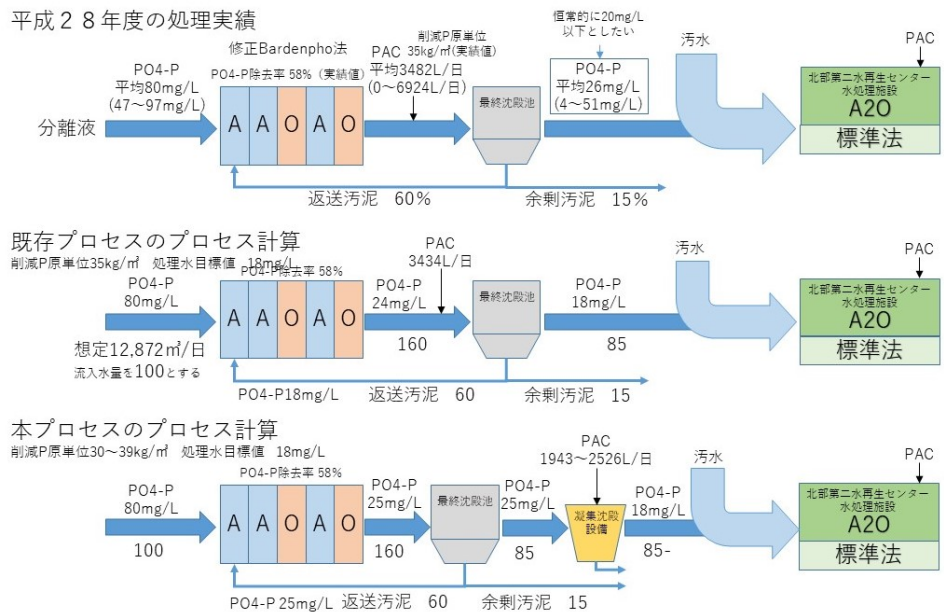 平成２８年度の処理実績
PO4-P
平均80mg/L
(47～97mg/L)
分離液
修正Bardenpho法
PO4-P除去率 58%（実績値）
A A O A O
削減P原単位
35kg/㎥(実績値)
PAC
平均3482L/日
(0～6924L/日)
最終沈殿池
恒常的に20mg/L
以下としたい
PO4-P
平均26mg/L
(4～51mg/L)
汚水
PAC
北部第二水再生センター
水処理施設
A2O
標準法
返送汚泥　60%
余剰汚泥　15%
既存プロセスのプロセス計算
削減P原単位35kg/㎥　処理水目標値　18mg/L
PO4-P除去率 58%
PO4-P
80mg/L
想定12,872㎥/日
流入水量を100とする
A A O A O
PO4-P
24mg/L
160
PAC
3434L/日
最終沈殿池
PO4-P
18mg/L
85
汚水
PAC
北部第二水再生センター
水処理施設
A2O
標準法
PO4-P18mg/L
返送汚泥　60
余剰汚泥　15
本プロセスのプロセス計算
削減P原単位30～39kg/㎥　処理水目標値　18mg/L
PO4-P除去率 58%
PO4-P
80mg/L
100
A A O A O
PO4-P
25mg/L
160
最終沈殿池
PO4-P
25mg/L
85
PAC
1943～2526L/日
凝集沈殿
設備
PO4-P
18mg/L
85-
汚水
PAC
北部第二水再生センター
水処理施設
A2O
標準法
PO4-P 25mg/L
返送汚泥　60
余剰汚泥　15